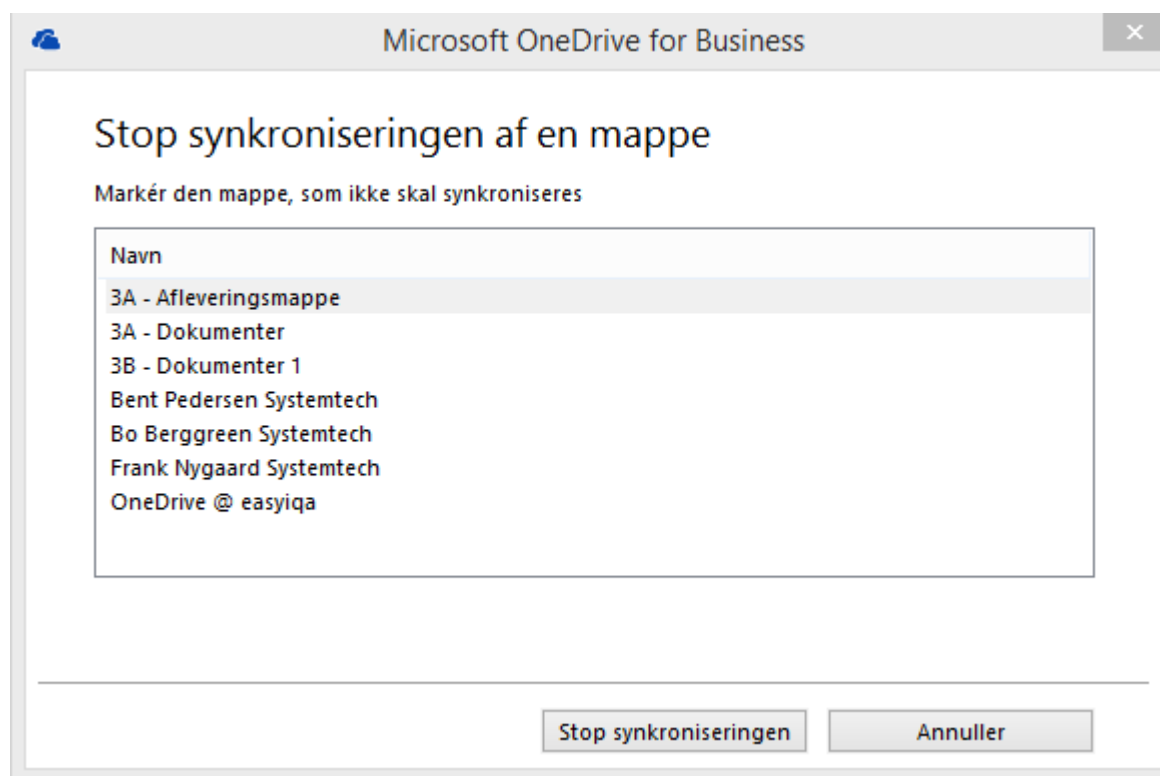 Microsoft OneDrive for Business
Stop synkroniseringen af en mappe
Markér den mappe, som ikke skal synkroniseres
Navn
3A - Afleveringsmappe
3A - Dokumenter
3B - Dokumenter 1
Bent Pedersen Systemtech
Bo Berggreen Systemtech
Frank Nygaard Systemtech
OneDrive @ easyiqa
Stop synkroniseringen
Annuller